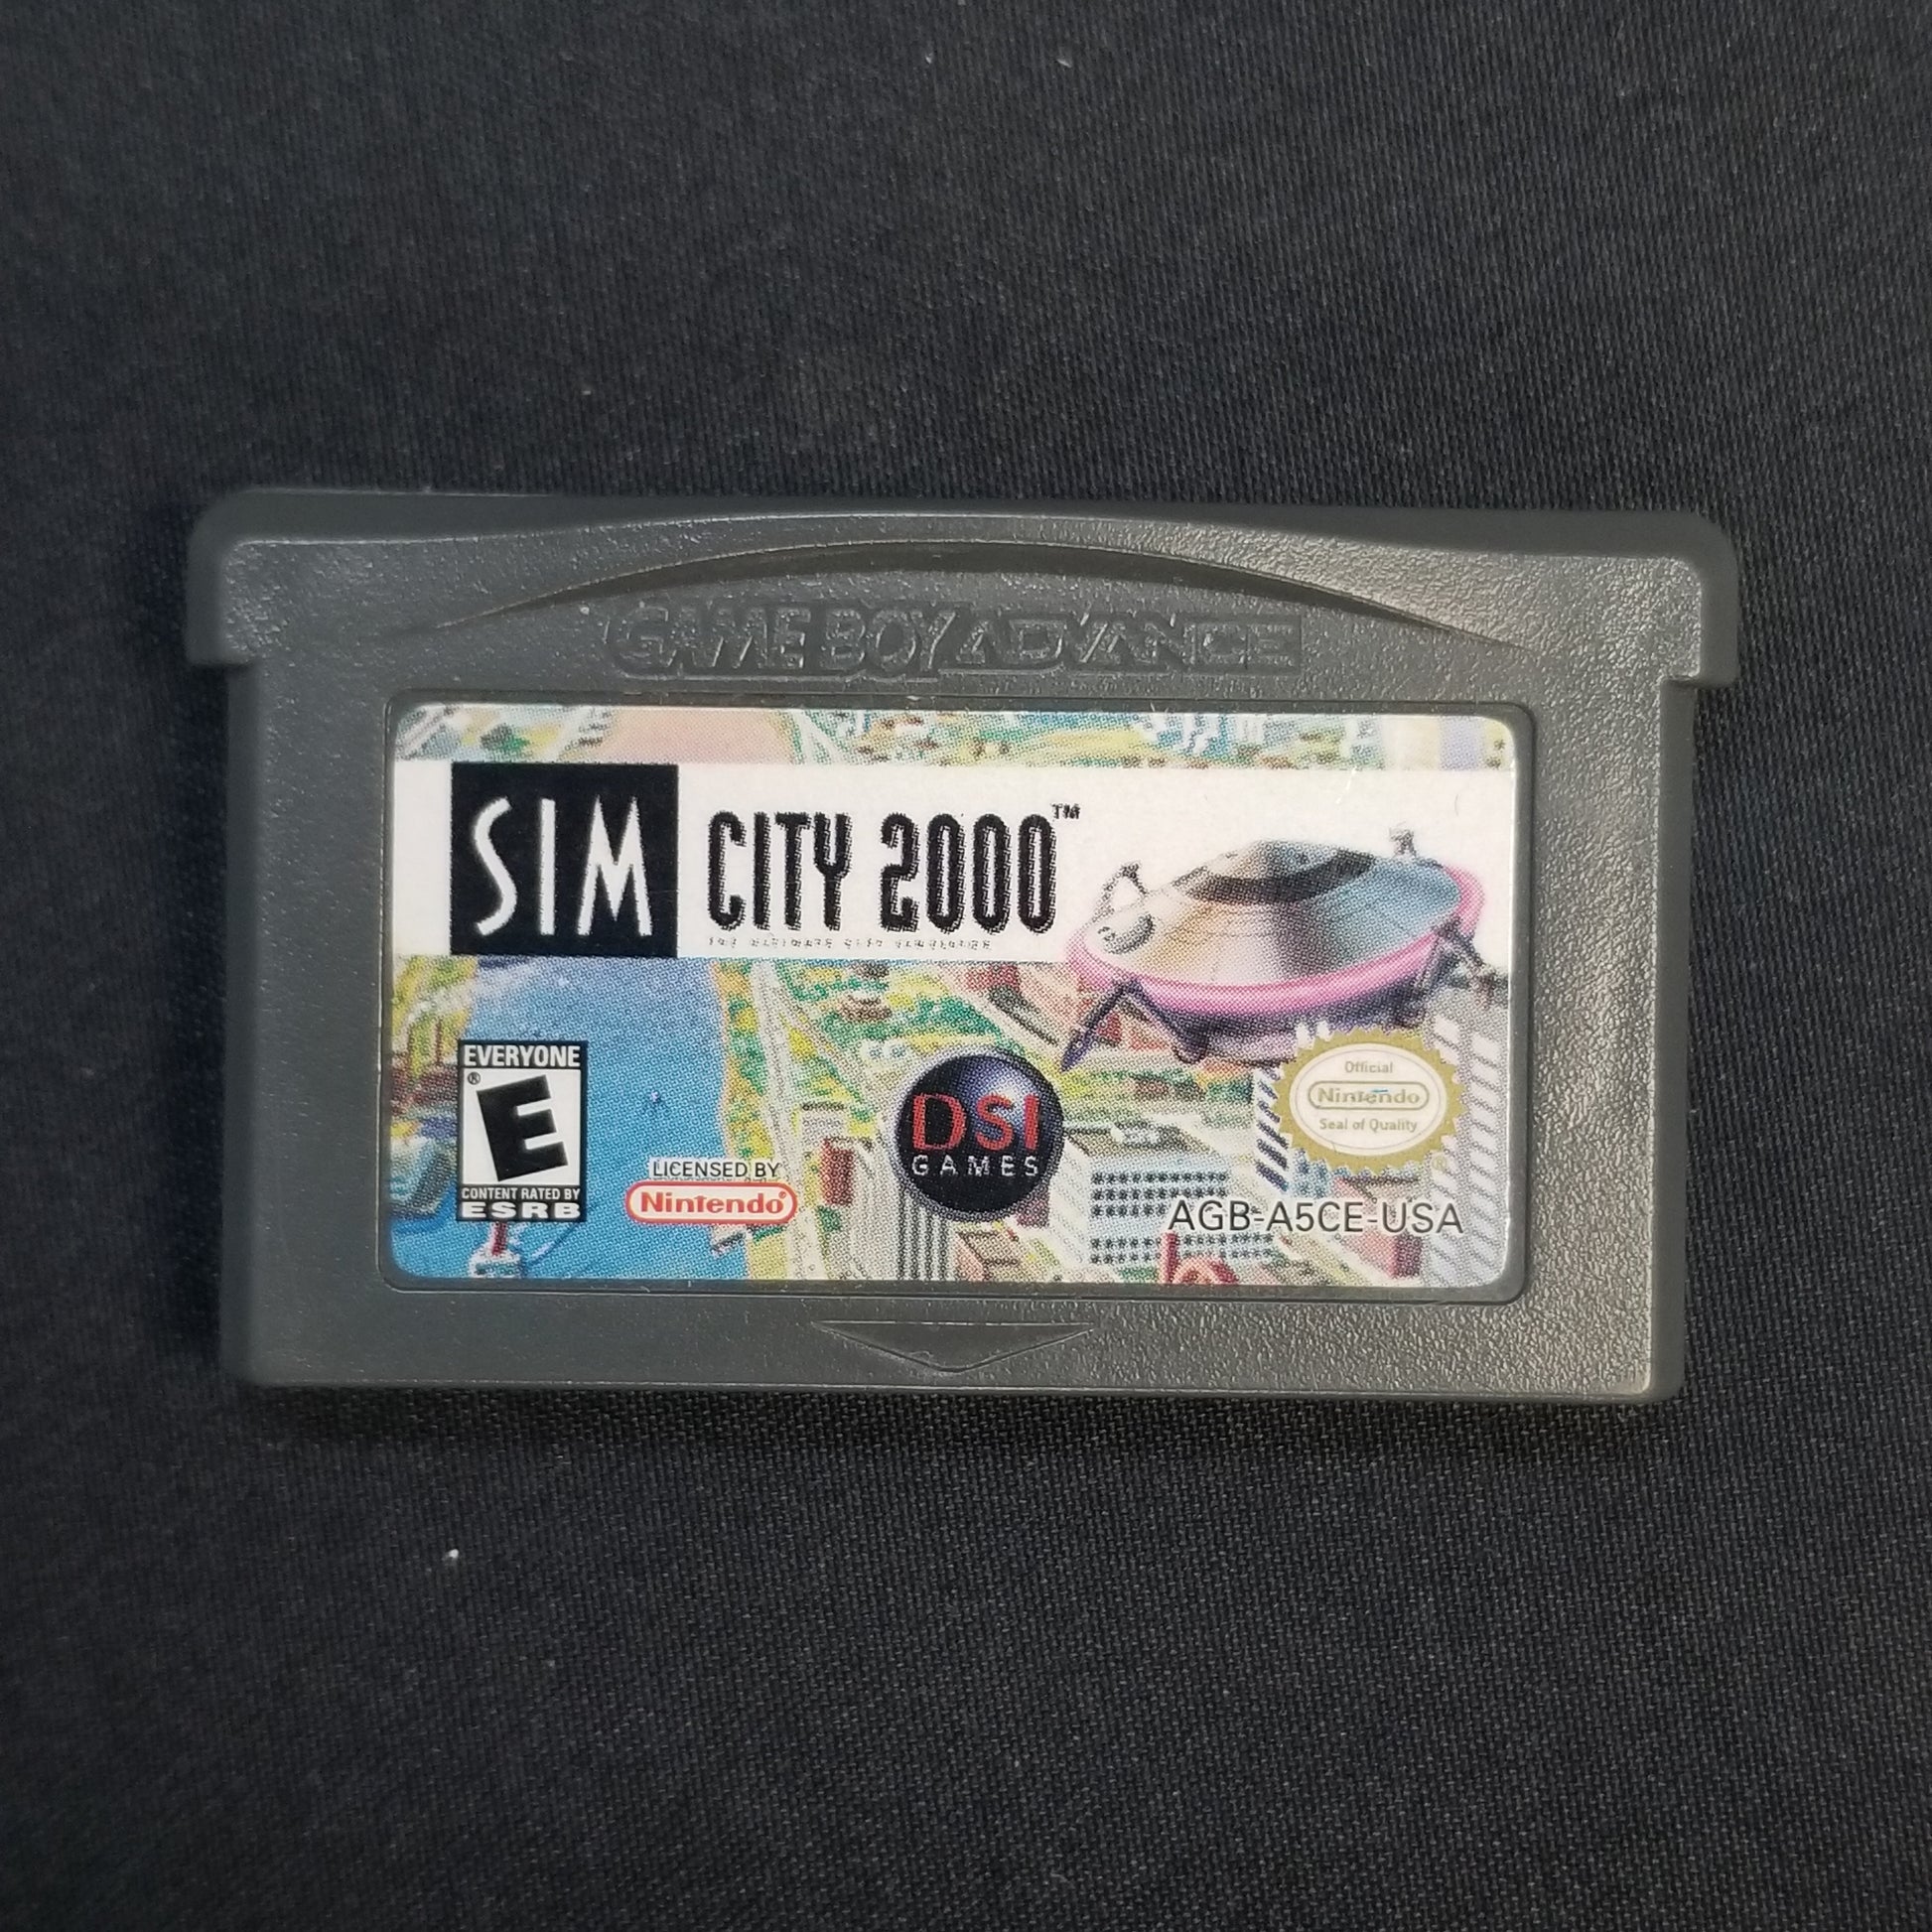 GAME BOY ADVANCE
SIM CITY 2000™
EVERYONE
E®
CONTENT RATED BY
ESRB
LICENSED BY
Nintendo®
DSI
GAMES
Official
Nintendo
Seal of Quality
AGB-A5CE-USA